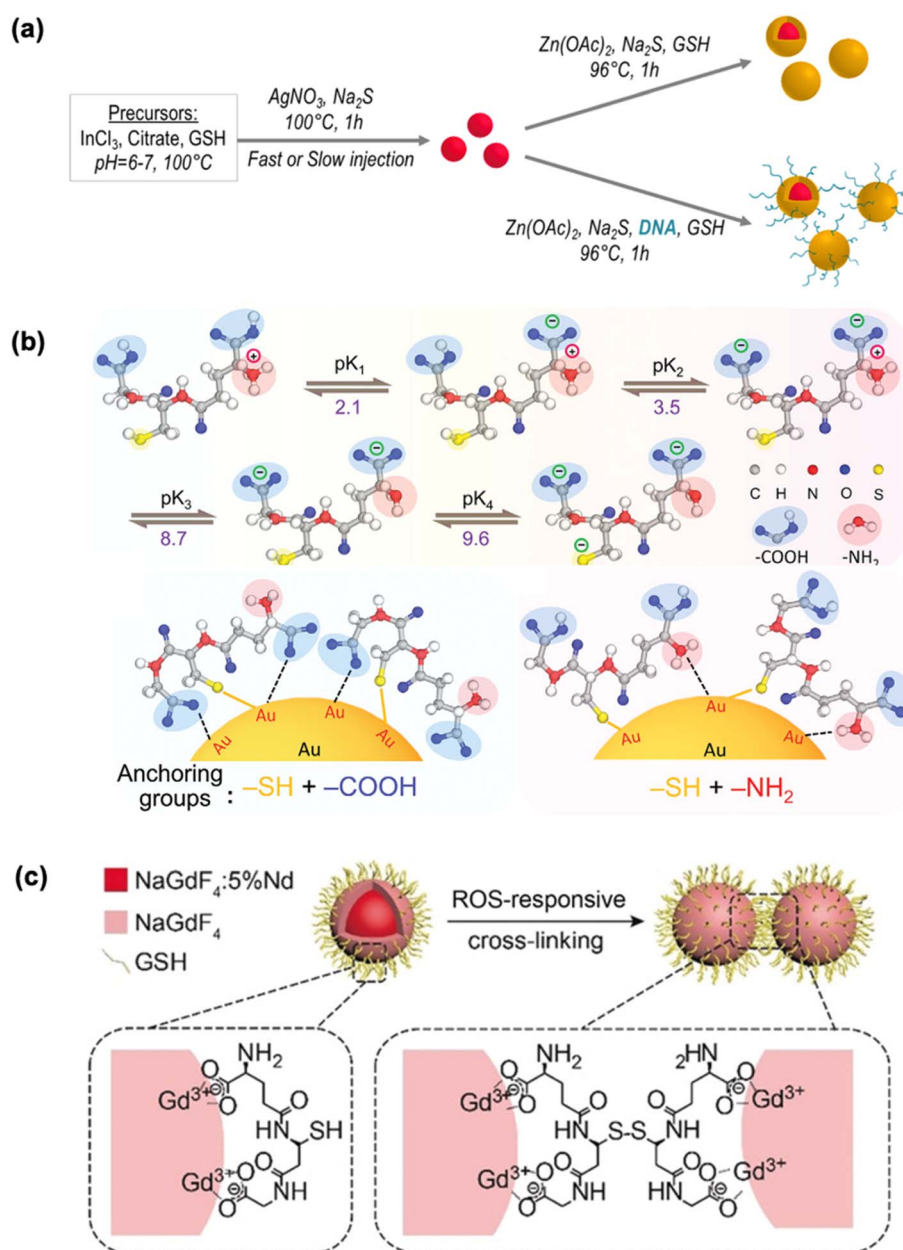 (a)
Precursors:
InCl3, Citrate, GSH
pH=6-7, 100°C
AgNO3, Na2S
100°C, 1h
Fast or Slow injection
Zn(OAc)2, Na2S, GSH
96°C, 1h
Zn(OAc)2, Na2S, DNA, GSH
96°C, 1h
(b)
pK1
2.1
pK2
3.5
pK3
8.7
pK4
9.6
C H N O S
-COOH -NH2
Au Au Au Au
Au
Anchoring
groups : –SH + –COOH
Au Au Au
Au
–SH + –NH2
(c)
NaGdF4:5%Nd
NaGdF4
GSH
ROS-responsive
cross-linking
NH2
O
Gd3+ O
O
HN SH
O
Gd3+ O
O NH
NH2 2HN
O O
Gd3+ O O Gd3+
O O
HN S-S NH
O O
Gd3+ O O Gd3+
O NH HN O